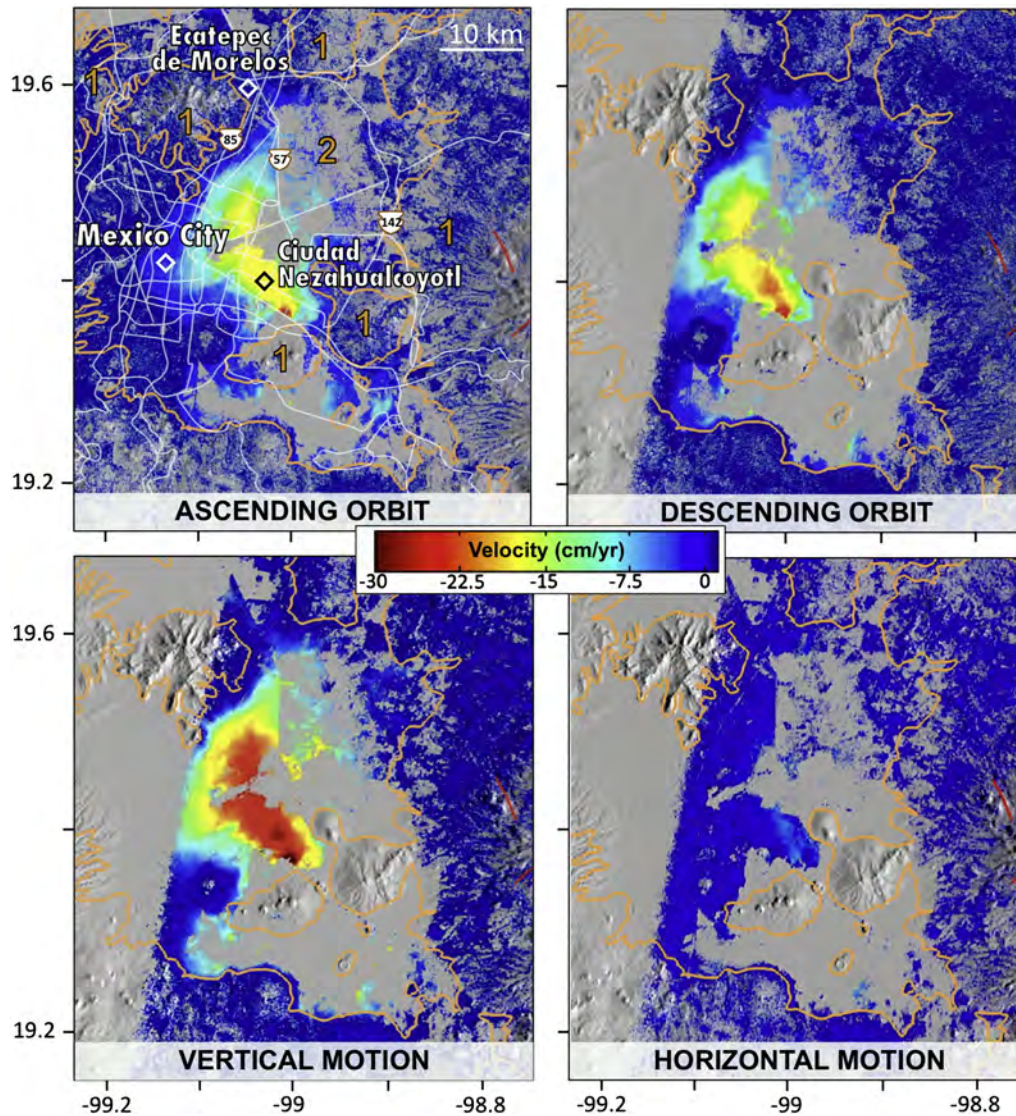 Ecatepec
de Morelos
1
10 km
19.6
1
1
85
57
2
142
1
Mexico City
Ciudad
Nezahualcoyotl
1
1
19.2
ASCENDING ORBIT
DESCENDING ORBIT
Velocity (cm/yr)
-30 -22.5 -15 -7.5 0
19.6
19.2
VERTICAL MOTION
HORIZONTAL MOTION
-99.2 -99 -98.8
-99.2 -99 -98.8